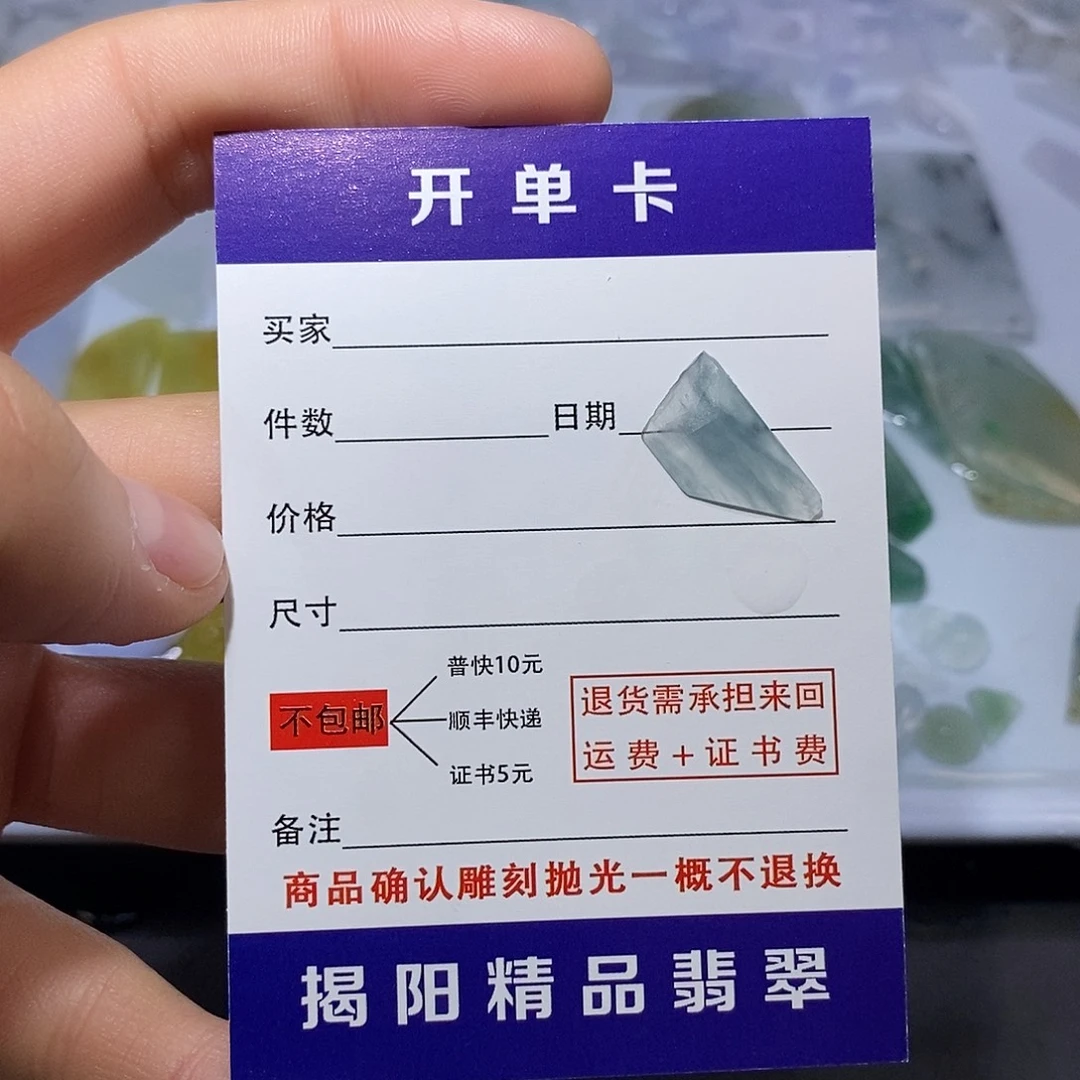 开单卡
买家
件数 日期
价格
尺寸
普快10元
不包邮 顺丰快递
证书5元
退货需承担来回
运费+证书费
备注
商品确认雕刻抛光一概不退换
揭阳精品翡翠